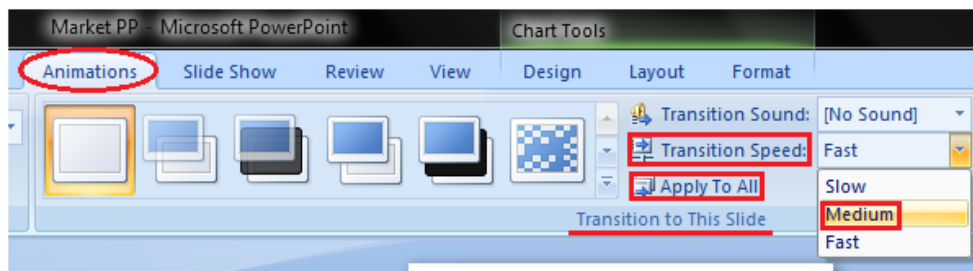 Market PP - Microsoft PowerPoint Chart Tools
Animations Slide Show Review View Design Layout Format
Transition Sound: [No Sound]
Transition Speed: Fast
Apply To All Slow
Transition to This Slide Medium
Fast